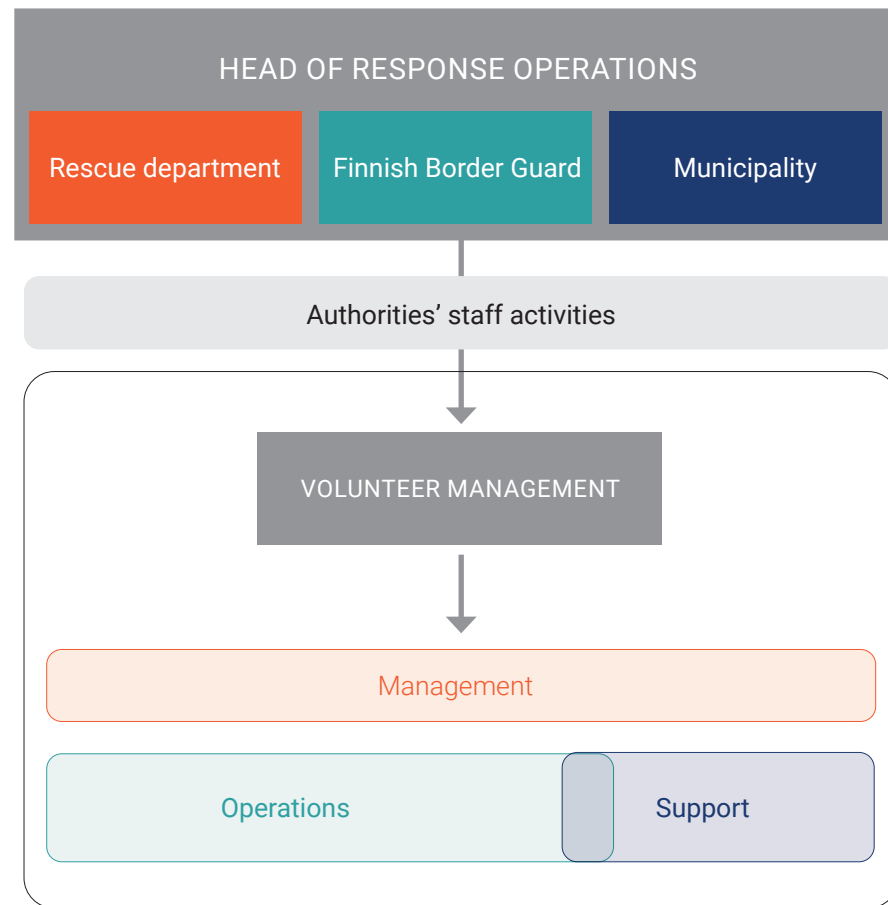 HEAD OF RESPONSE OPERATIONS
Rescue department
Finnish Border Guard
Municipality
Authorities’ staff activities
VOLUNTEER MANAGEMENT
Management
Operations
Support